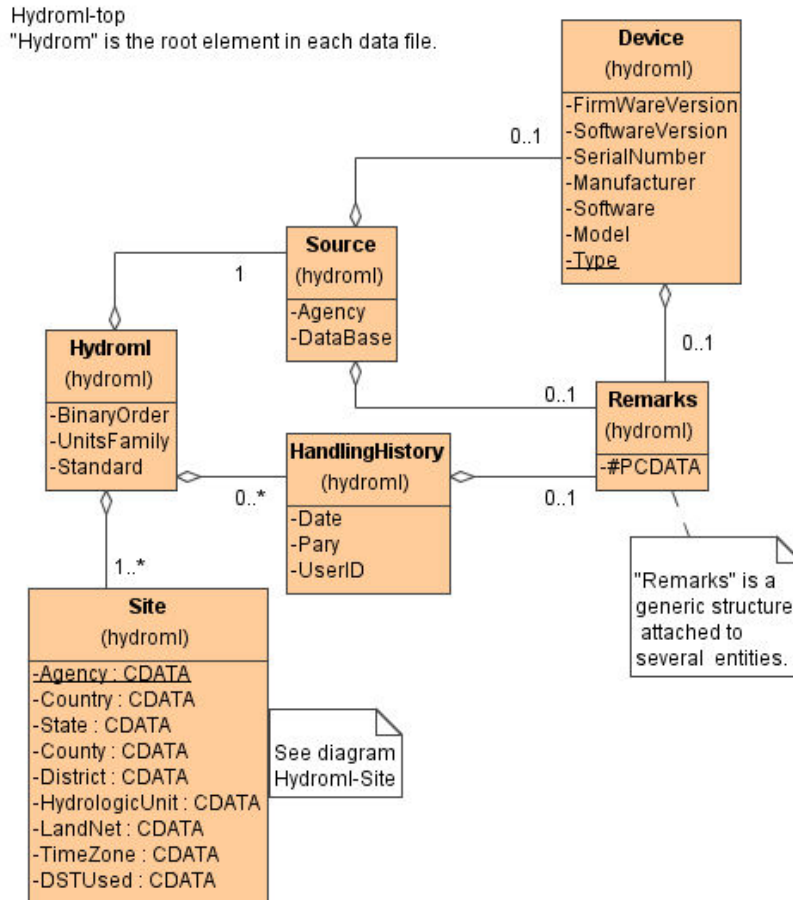 Hydroml-top
"Hydrom" is the root element in each data file.
Device
(hydroml)
-FirmWareVersion
-SoftwareVersion
-SerialNumber
-Manufacturer
-Software
-Model
-Type
0..1
Source
(hydroml)
-Agency
-DataBase
1
0..1
Hydroml
(hydroml)
-BinaryOrder
-UnitsFamily
-Standard
0..1
Remarks
(hydroml)
-#PCDATA
HandlingHistory
(hydroml)
-Date
-Pary
-UserID
0..*
0..1
1..*
"Remarks" is a
generic structure
attached to
several entities.
Site
(hydroml)
-Agency : CDATA
-Country : CDATA
-State : CDATA
-County : CDATA
-District : CDATA
-HydrologicUnit : CDATA
-LandNet : CDATA
-TimeZone : CDATA
-DSTUsed : CDATA
See diagram
Hydroml-Site